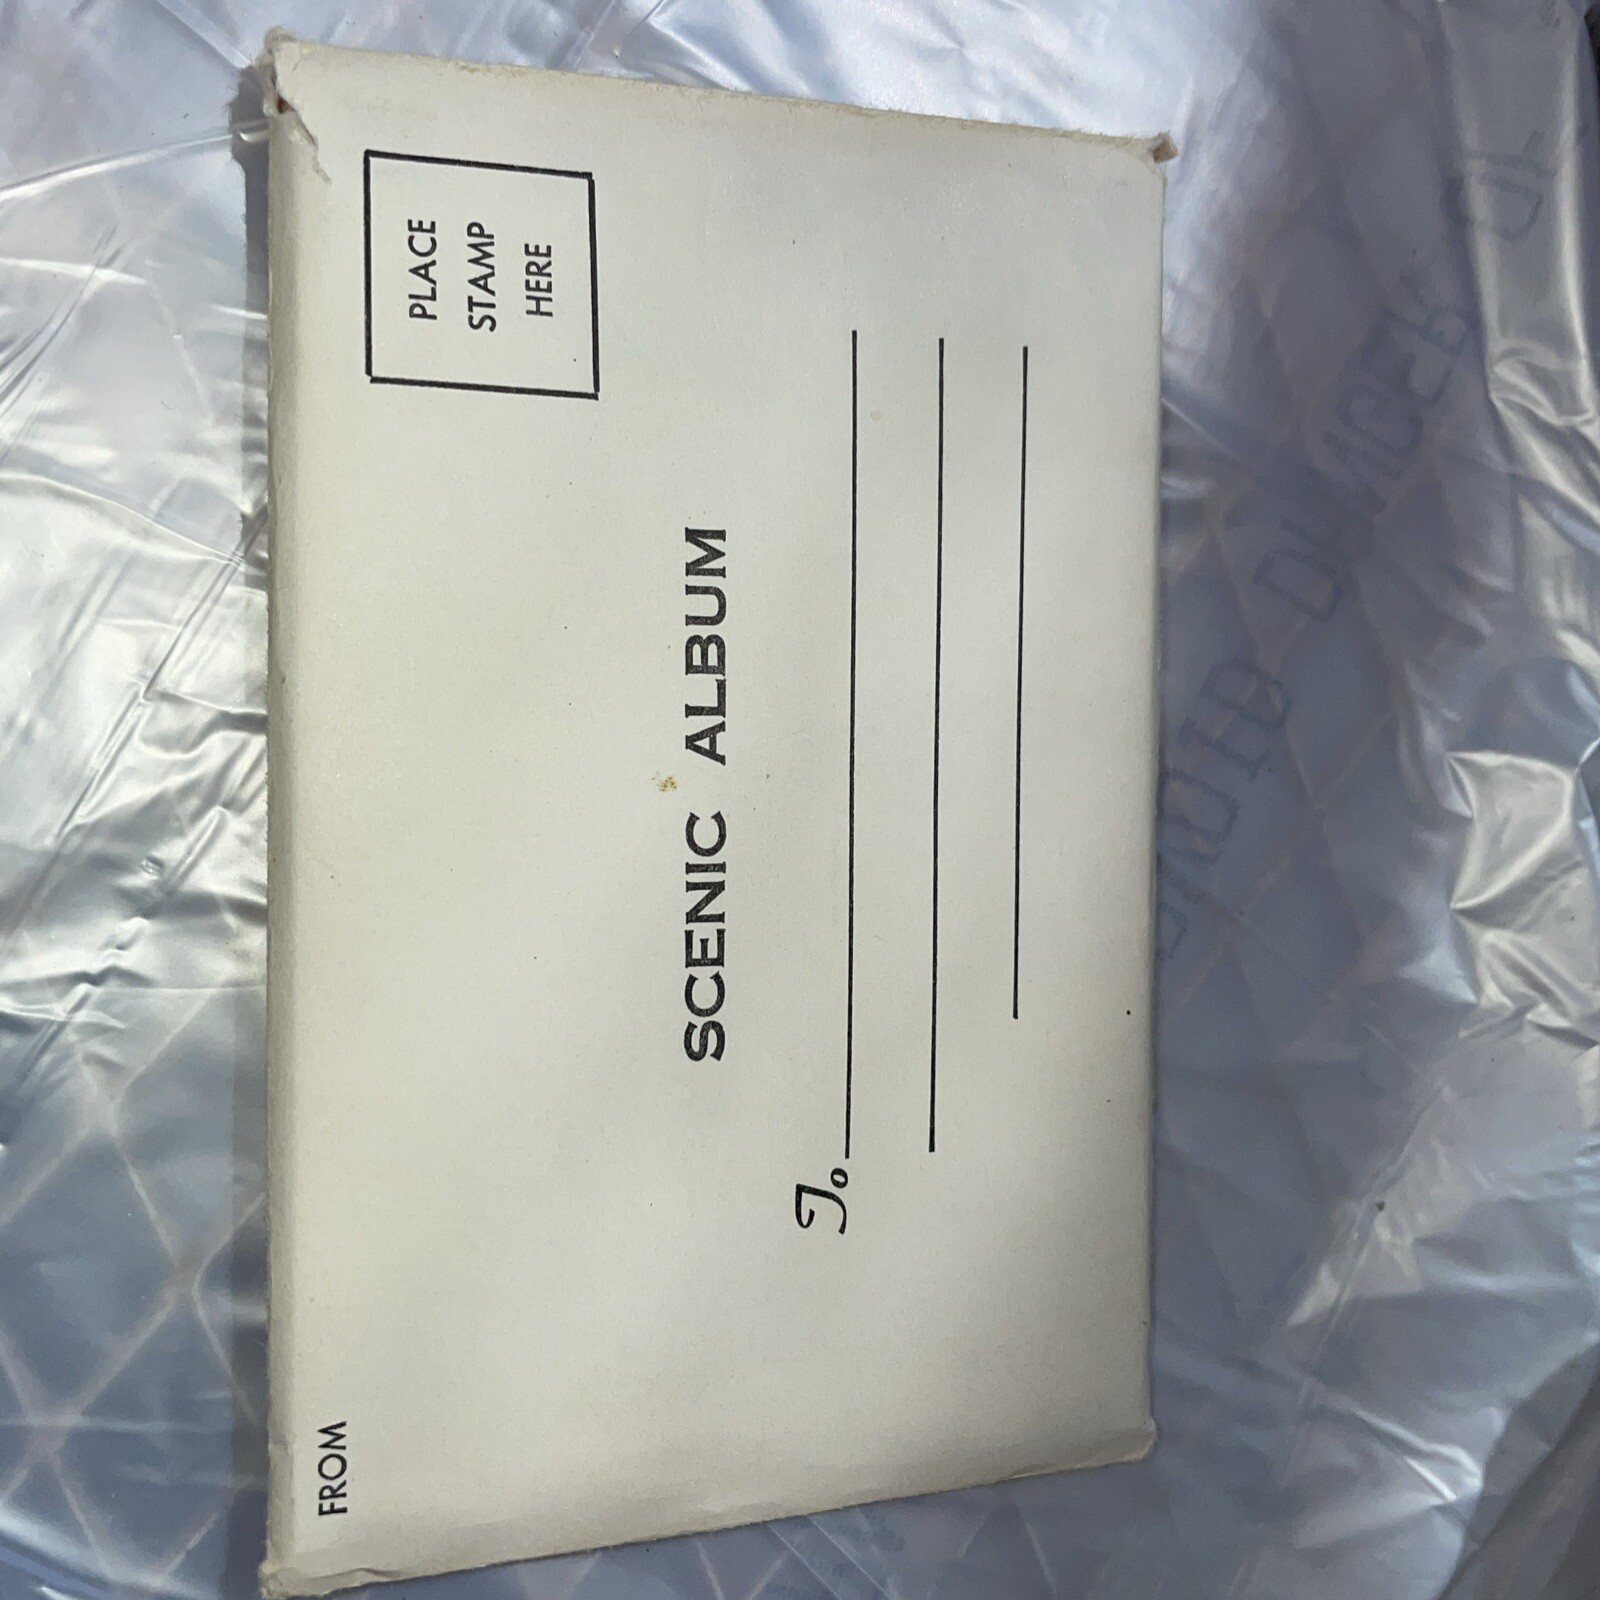 FROM
PLACE
STAMP
HERE
SCENIC ALBUM
To